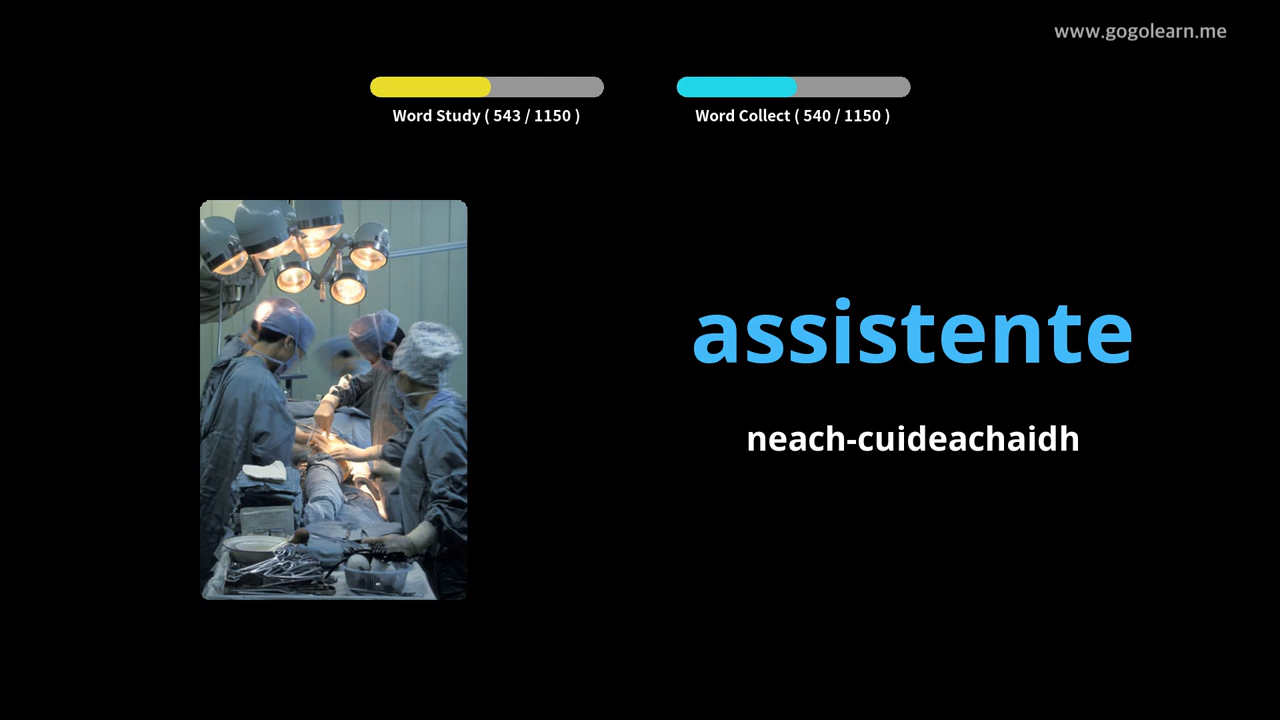 www.gogolearn.me
Word Study ( 543 / 1150 )
Word Collect ( 540 / 1150 )
assistente
neach-cuideachaidh